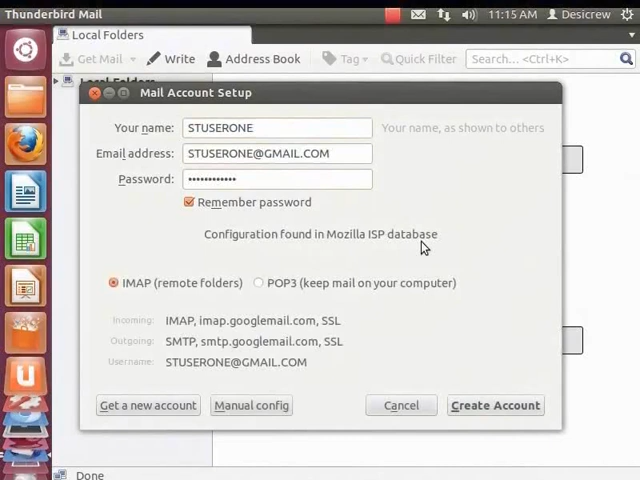 Thunderbird Mail
11:15 AM
Desicrew
Local Folders
Get Mail
Write
Address Book
Tag
Quick Filter
Search... <Ctrl+K>
Local Folders
Mail Account Setup
Your name:
STUSERONE
Your name, as shown to others
Email address:
STUSERONE@GMAIL.COM
Password:
••••••••••••
Remember password
Configuration found in Mozilla ISP database
IMAP (remote folders)
POP3 (keep mail on your computer)
Incoming:
IMAP, imap.googlemail.com, SSL
Outgoing:
SMTP, smtp.googlemail.com, SSL
Username:
STUSERONE@GMAIL.COM
Get a new account
Manual config
Cancel
Create Account
Done